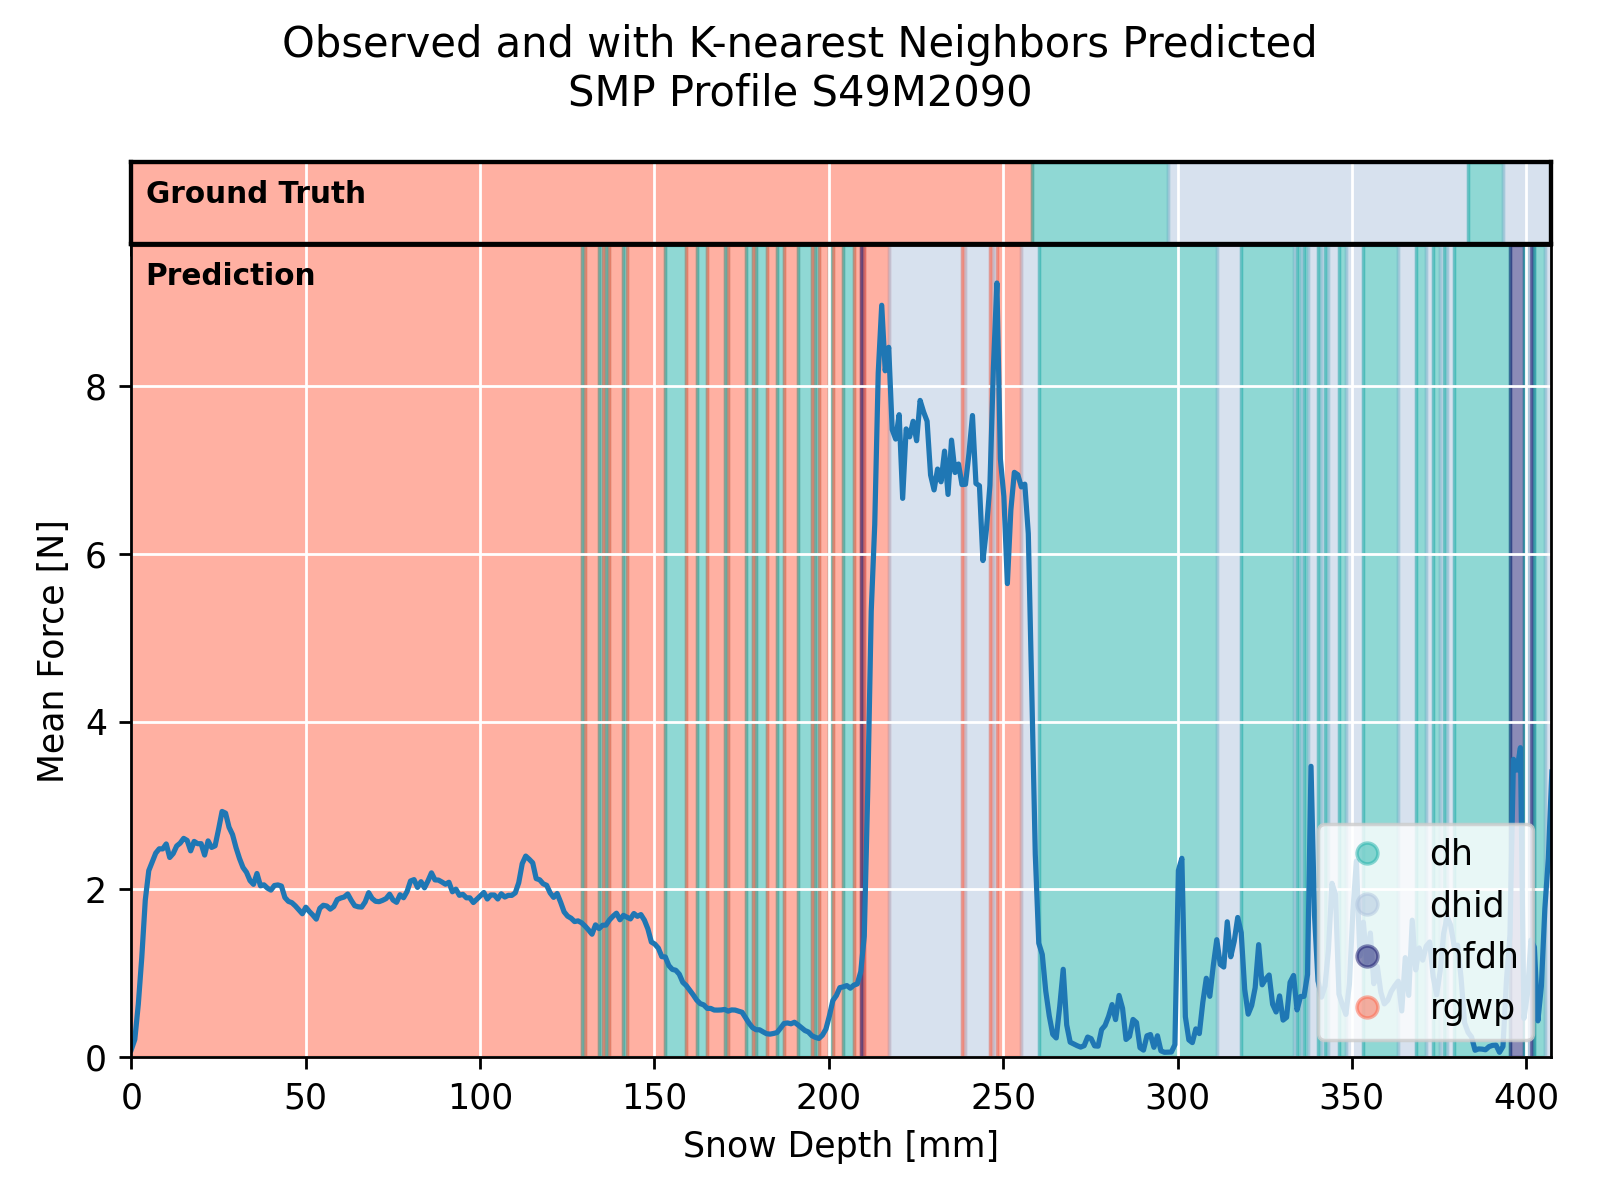 Observed and with K-nearest Neighbors Predicted
SMP Profile S49M2090
Ground Truth
Prediction
Mean Force [N]
8
6
4
2
0
dh
dhid
mfdh
rgwp
0 50 100 150 200 250 300 350 400
Snow Depth [mm]